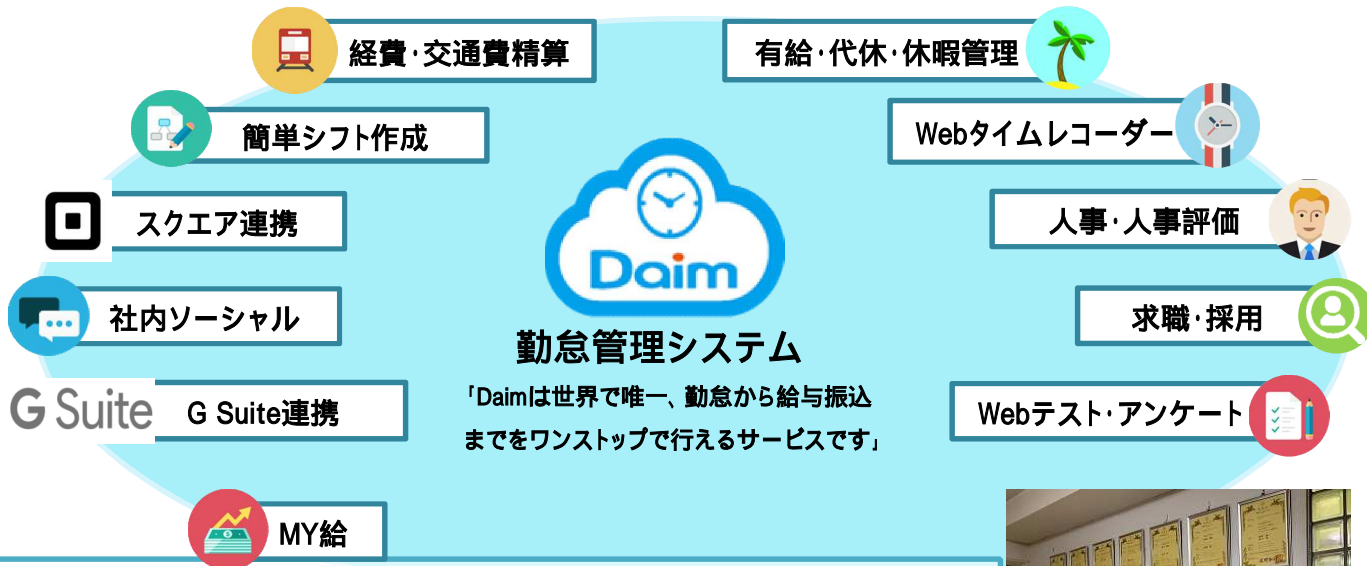 経費・交通費精算
有給・代休・休暇管理
簡単シフト作成
Webタイムレコーダー
スクエア連携
人事・人事評価
Daim
社内ソーシャル
求職・採用
勤怠管理システム
G Suite
G Suite連携
「Daimは世界で唯一、勤怠から給与振込
までをワンストップで行えるサービスです」
Webテスト・アンケート
MY給